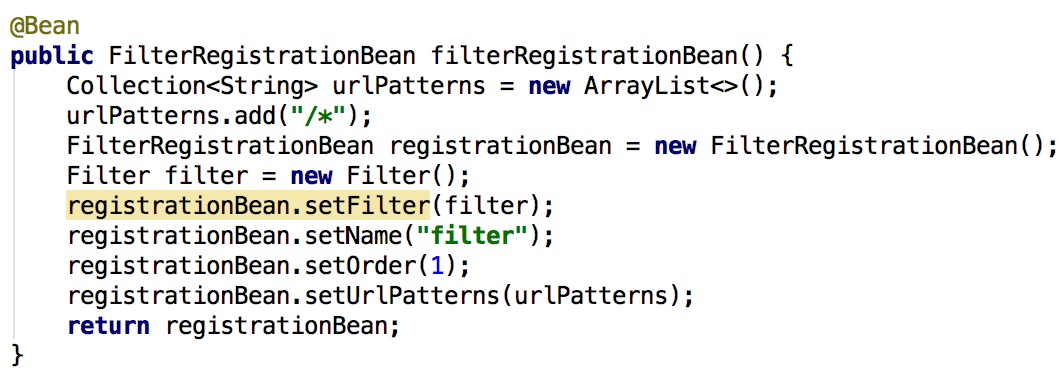 @Bean
public FilterRegistrationBean filterRegistrationBean() {
    Collection<String> urlPatterns = new ArrayList<>();
    urlPatterns.add("/*");
    FilterRegistrationBean registrationBean = new FilterRegistrationBean();
    Filter filter = new Filter();
    registrationBean.setFilter(filter);
    registrationBean.setName("filter");
    registrationBean.setOrder(1);
    registrationBean.setUrlPatterns(urlPatterns);
    return registrationBean;
}